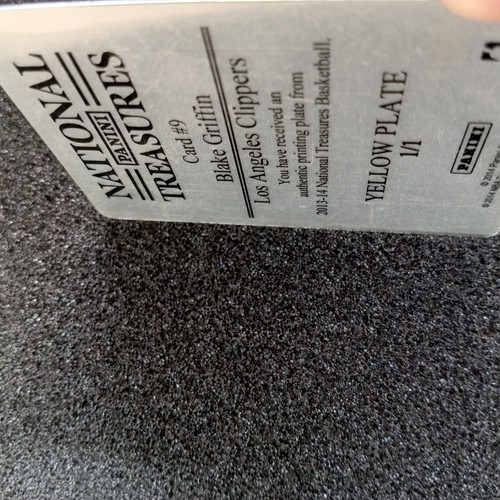 NATIONAL
PANINI
TREASURES
Card #9
Blake Griffin
Los Angeles Clippers
You have received an
authentic printing plate from
2013-14 National Treasures Basketball.
YELLOW PLATE
1/1
PANINI